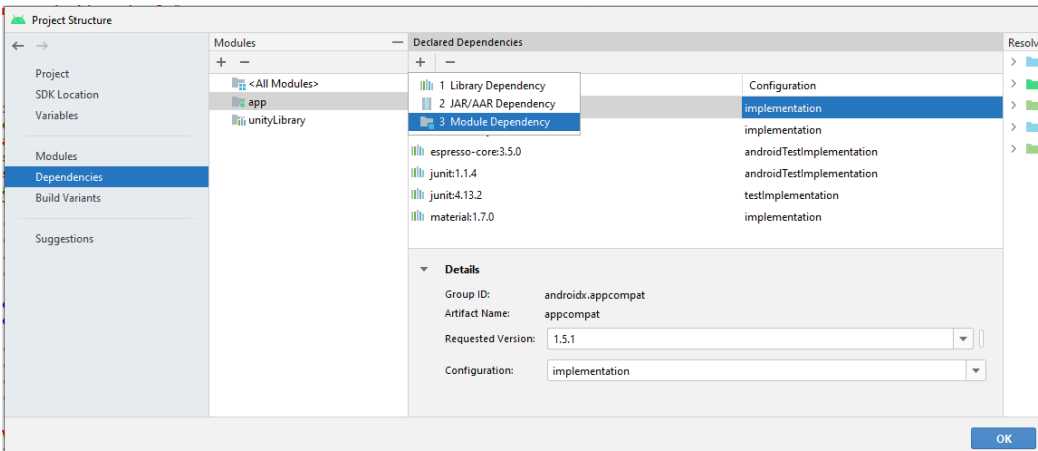 Project Structure
Project
SDK Location
Variables
Modules
Dependencies
Build Variants
Suggestions
Modules
<All Modules>
app
unityLibrary
Declared Dependencies
1 Library Dependency
2 JAR/AAR Dependency
3 Module Dependency
Configuration
implementation
implementation
espresso-core:3.5.0 androidTestImplementation
junit:1.1.4 androidTestImplementation
junit:4.13.2 testImplementation
material:1.7.0 implementation
Details
Group ID: androidx.appcompat
Artifact Name: appcompat
Requested Version: 1.5.1
Configuration: implementation
Resolv
OK